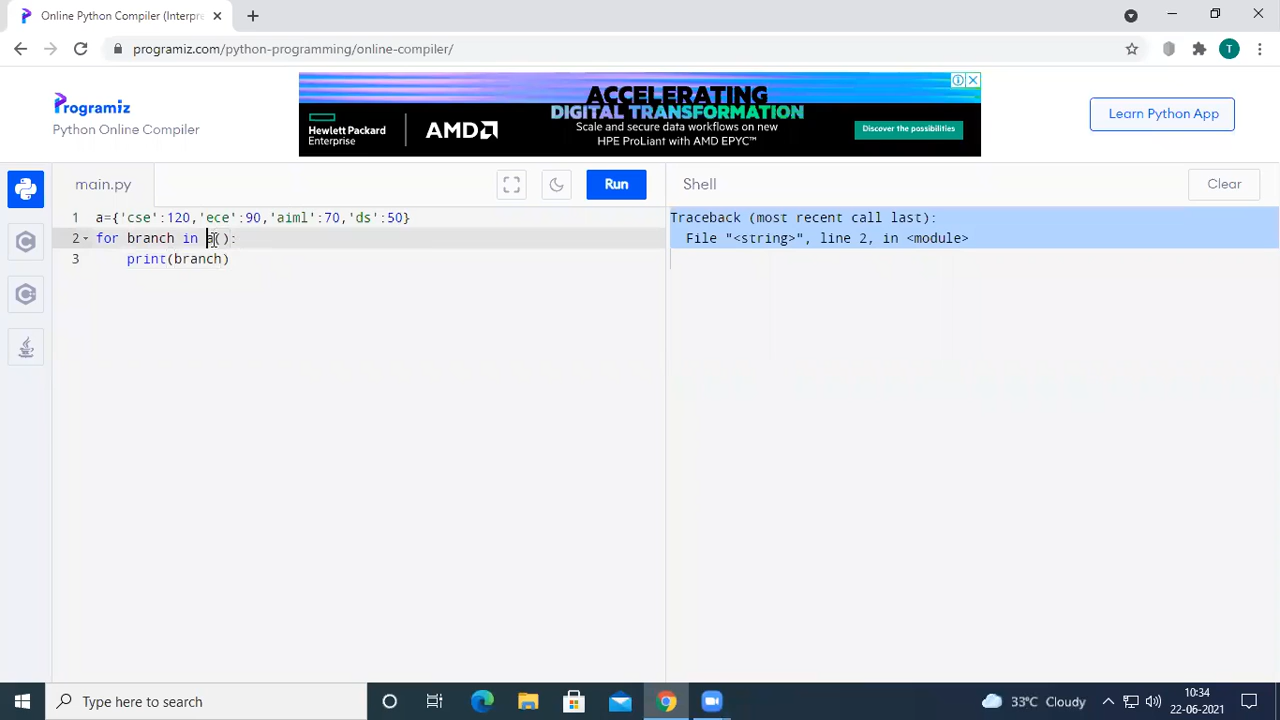 Online Python Compiler (Interpre
programiz.com/python-programming/online-compiler/
Programiz
Python Online Compiler
Hewlett Packard
Enterprise
AMD
ACCELERATING
DIGITAL TRANSFORMATION
Scale and secure data workflows on new
HPE ProLiant with AMD EPYC™
Discover the possibilities
Learn Python App
T
main.py
Run
Shell
Clear
1 a={'cse':120,'ece':90,'aiml':70,'ds':50}
2 for branch in a():
3 print(branch)
Traceback (most recent call last):
File "<string>", line 2, in <module>
Type here to search
33°C Cloudy
10:34
22-06-2021